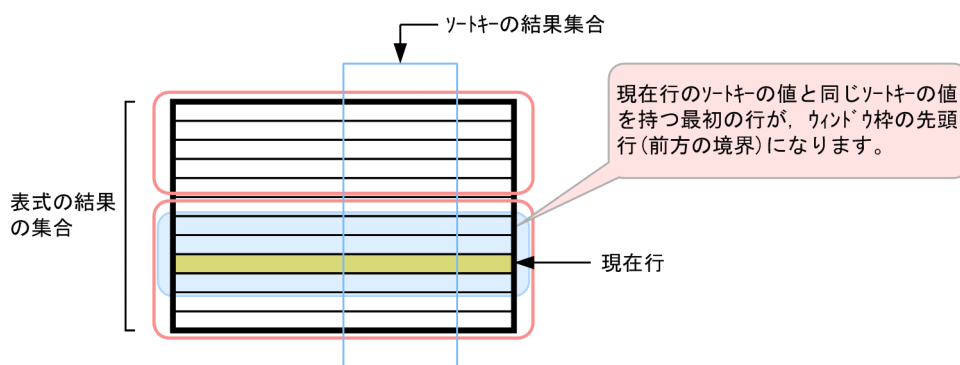 ｿｰﾄｷｰの結果集合
現在行のｿｰﾄｷｰの値と同じｿｰﾄｷｰの値
を持つ最初の行が，ｳｨﾝﾄﾞｳ枠の先頭
行(前方の境界)になります。
表式の結果
の集合
現在行